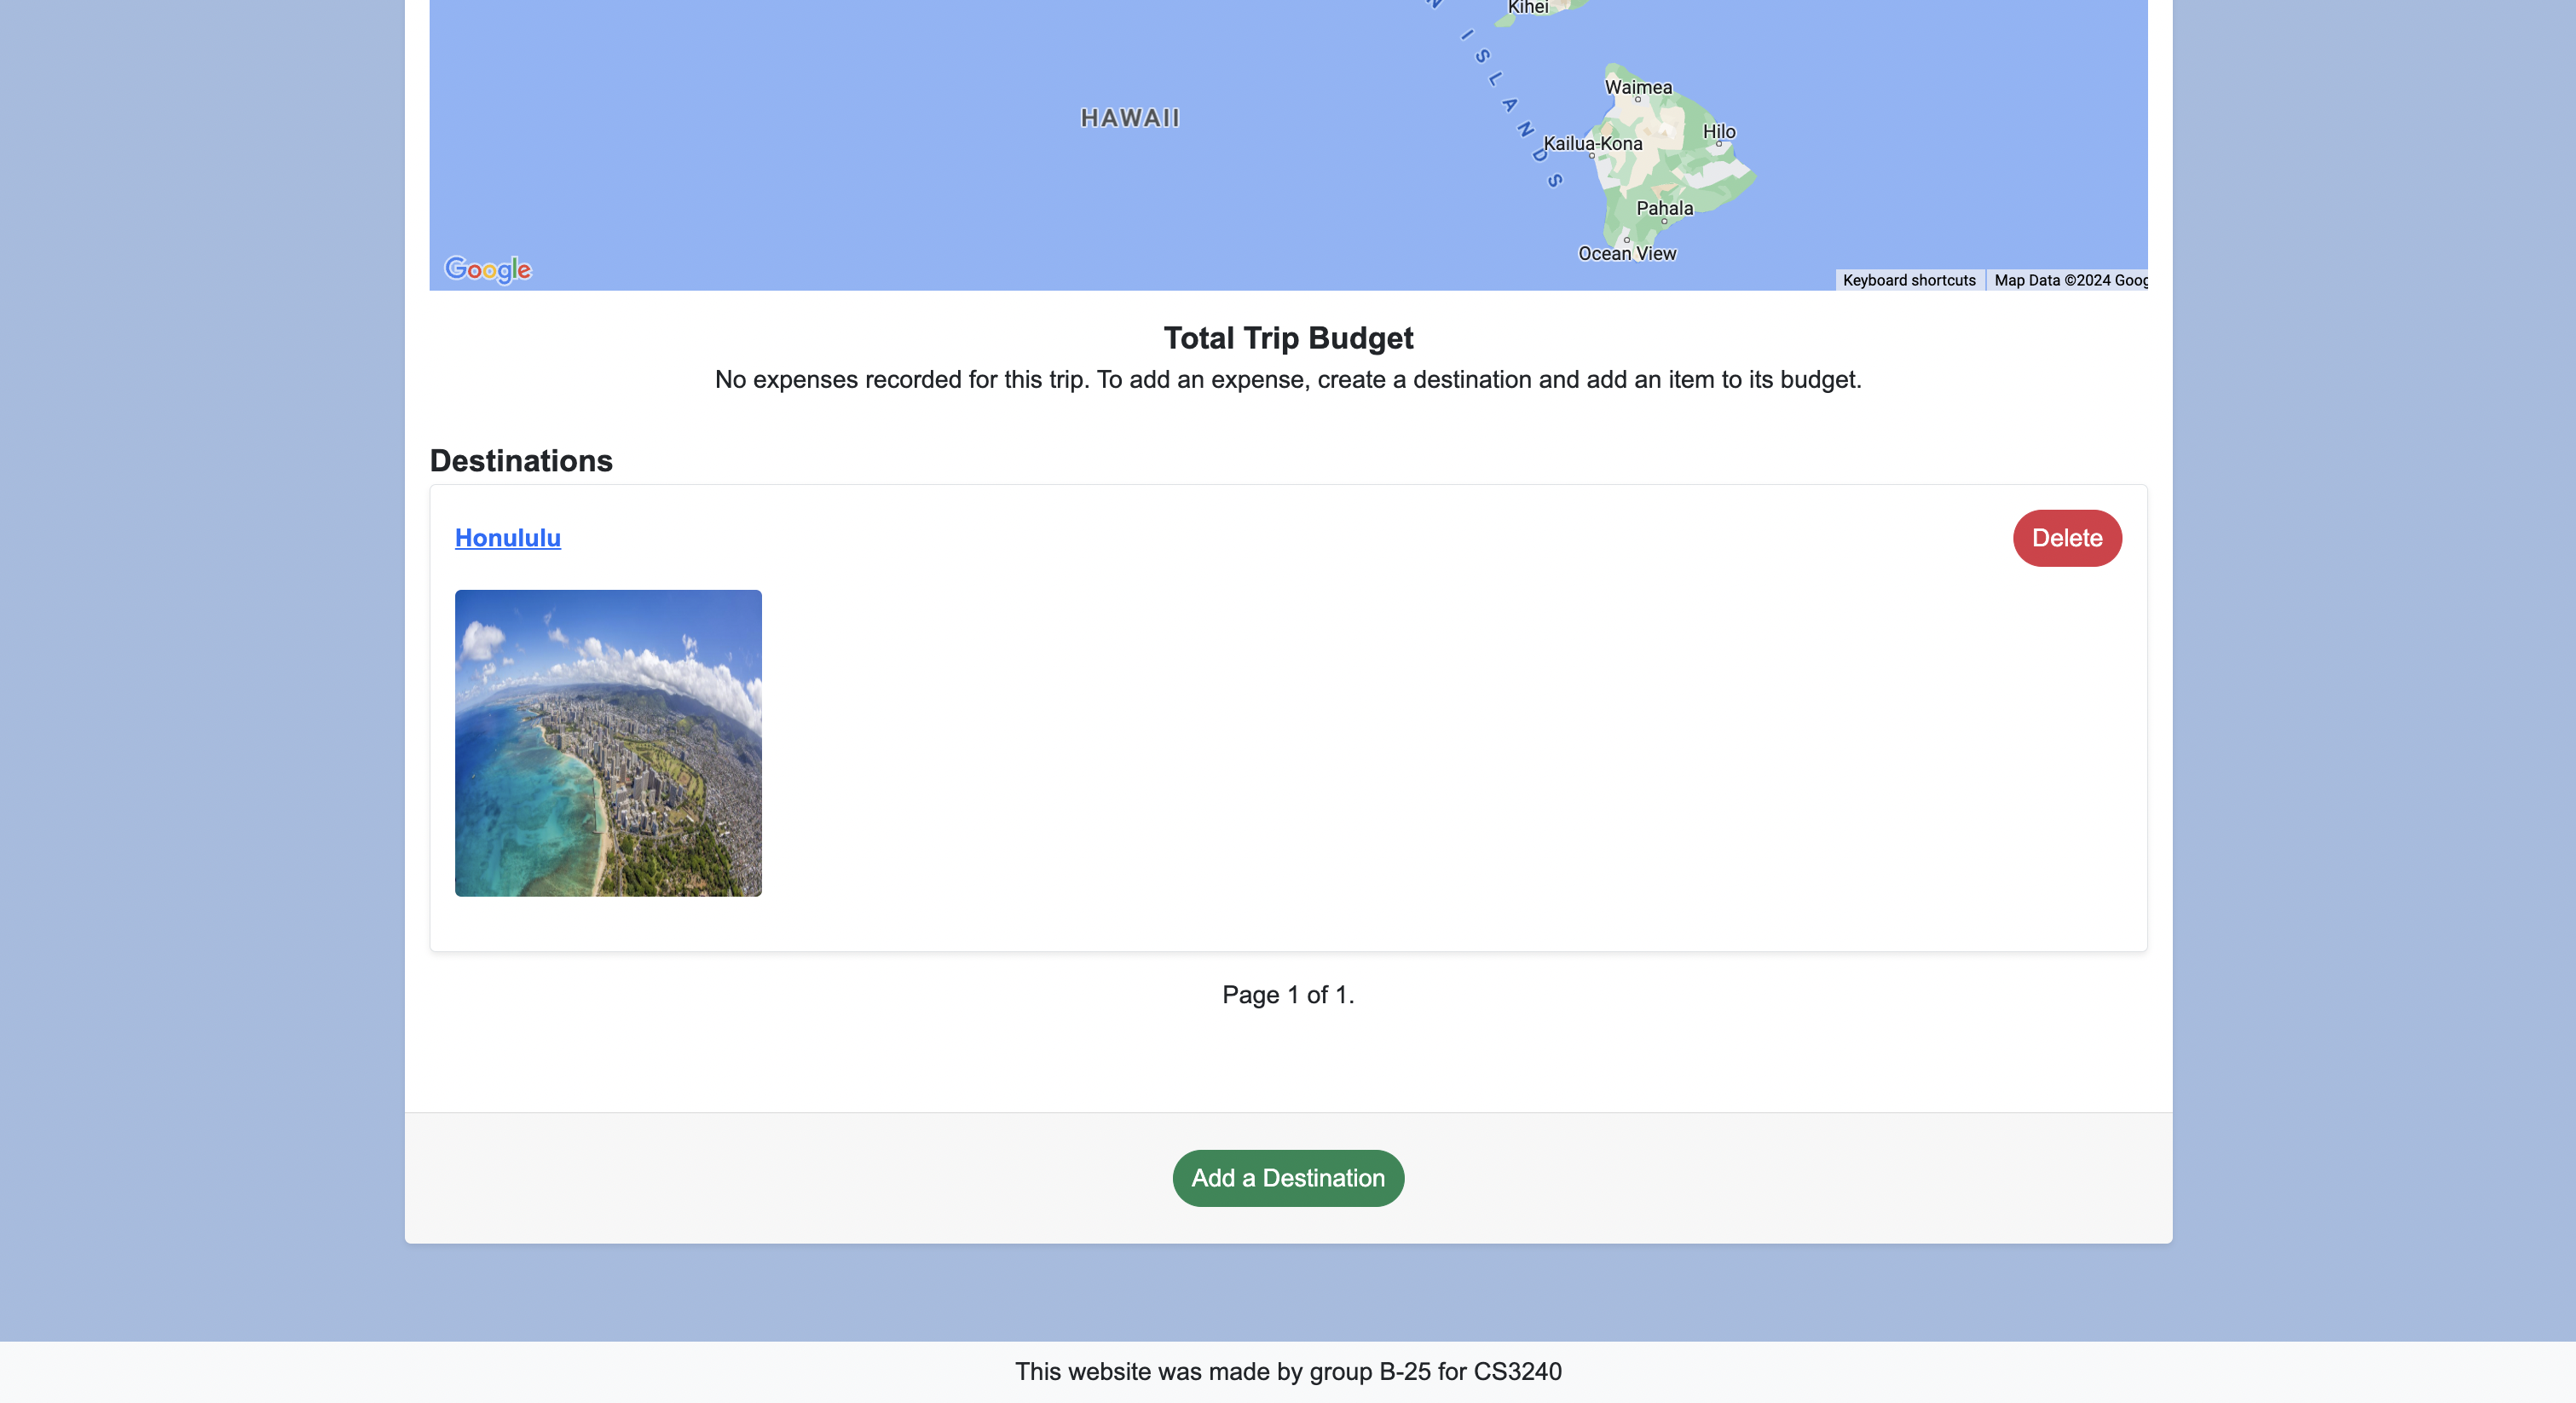 Kihei
N ISLANDS
Waimea
HAWAII
Hilo
Kailua-Kona
Pahala
Ocean View
Google
Keyboard shortcuts
Map Data ©2024 Goog
Total Trip Budget
No expenses recorded for this trip. To add an expense, create a destination and add an item to its budget.
Destinations
Honululu
Delete
Page 1 of 1.
Add a Destination
This website was made by group B-25 for CS3240